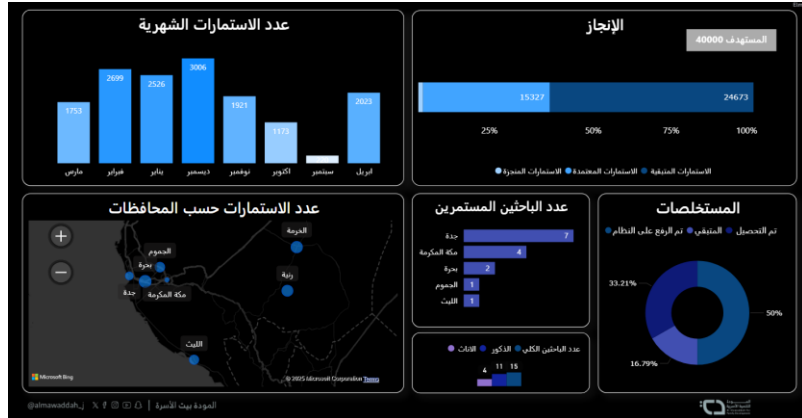 الإنجاز
المستهدف 40000
15327
24673
25%
50%
75%
100%
الاستمارات المتبقية
الاستمارات المعتمدة
الاستمارات المنجزة
عدد الاستمارات الشهرية
1753
2699
2526
3006
1921
1173
2023
مارس
فبراير
يناير
ديسمبر
نوفمبر
اكتوبر
سبتمبر
ابريل
المستخلصات
تم التحصيل
المتبقي
تم الرفع على النظام
33.21%
50%
16.79%
عدد الباحثين المستمرين
جدة
7
مكة المكرمة
4
بحرة
2
الجموم
1
الليث
1
عدد الباحثين الكلي
الذكور
الاناث
4
11
15
عدد الاستمارات حسب المحافظات
الخرمة
الجموم
بحرة
رنية
جدة
مكة المكرمة
الليث
Microsoft Bing
© 2025 Microsoft Corporation Terms
المودة بيت الأسرة
@almawaddah_j